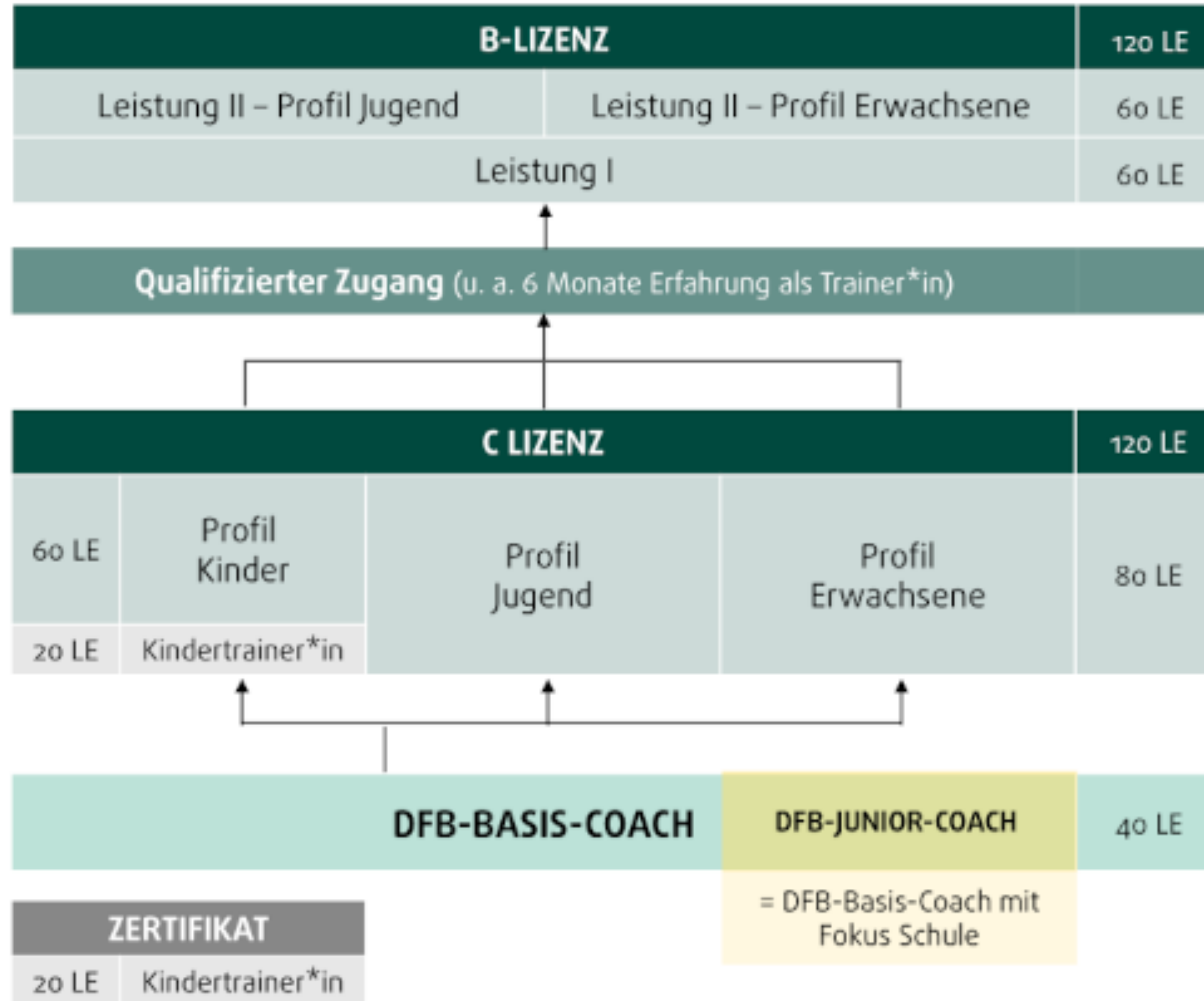 B-LIZENZ 120 LE
Leistung II – Profil Jugend Leistung II – Profil Erwachsene 60 LE
Leistung I 60 LE
Qualifizierter Zugang (u. a. 6 Monate Erfahrung als Trainer*in)
C LIZENZ 120 LE
60 LE
Profil
Kinder
20 LE Kindertrainer*in
Profil
Jugend
Profil
Erwachsene
80 LE
DFB-BASIS-COACH DFB-JUNIOR-COACH 40 LE
= DFB-Basis-Coach mit
Fokus Schule
ZERTIFIKAT
20 LE Kindertrainer*in